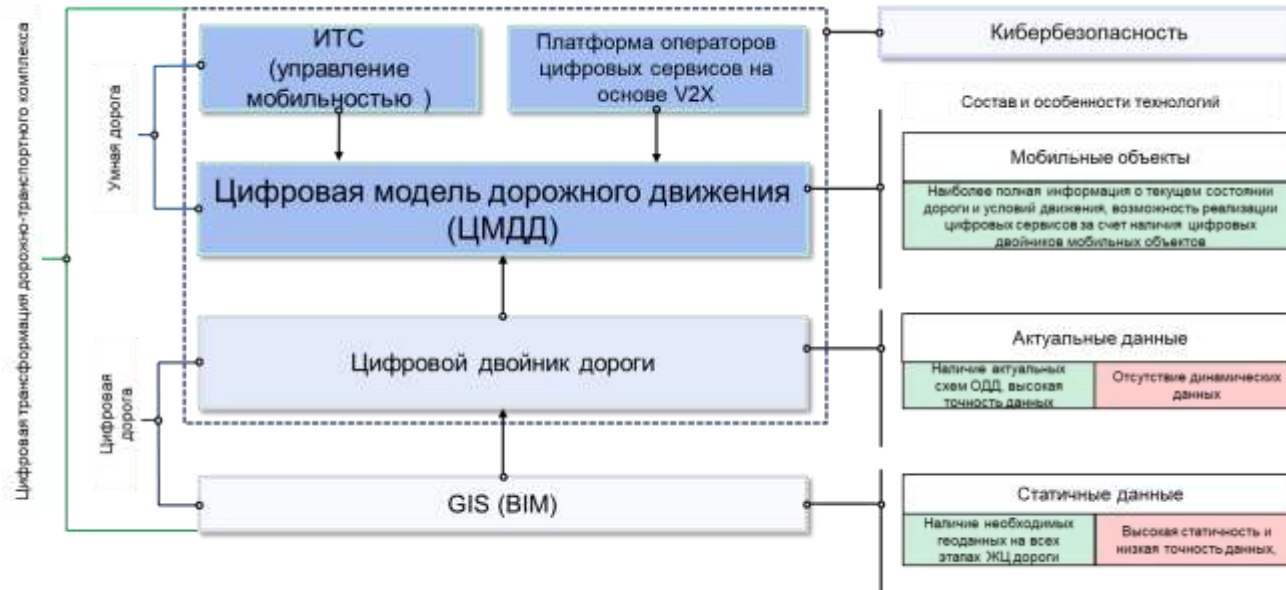 Цифровая трансформация дорожно-транспортного комплекса
Умная дорога
Цифровая
дорога
ИТС
(управление
мобильностью )
Платформа операторов
цифровых сервисов на
основе V2X
Цифровая модель дорожного движения
(ЦМДД)
Цифровой двойник дороги
GIS (BIM)
Кибербезопасность
Состав и особенности технологий
Мобильные объекты
Наиболее полная информация о текущем состоянии
дороги и условий движения, возможность реализации
цифровых сервисов за счет наличия цифровых
двойников мобильных объектов
Актуальные данные
Наличие актуальных
схем ОДД, высокая
точность данных
Отсутствие динамических
данных
Статичные данные
Наличие необходимых
геоданных на всех
этапах ЖЦ дороги
Высокая статичность и
низкая точность данных,